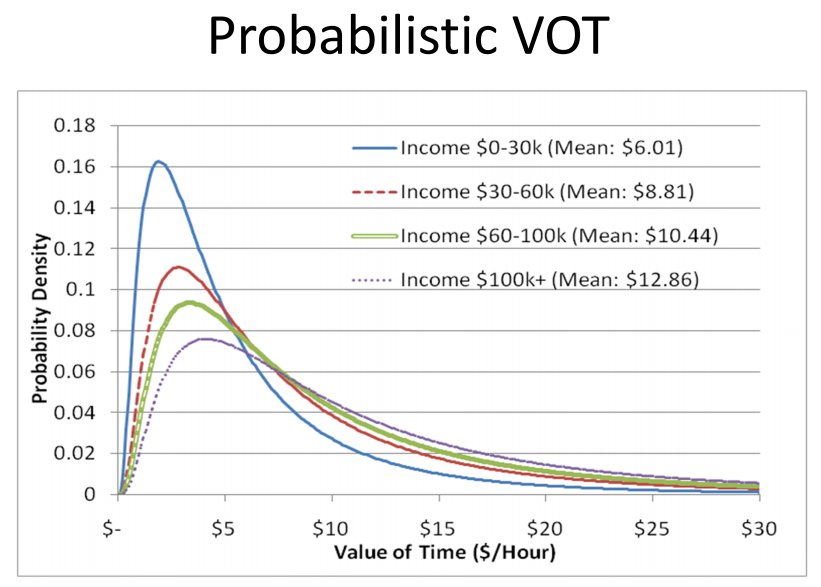 Probabilistic VOT
0.18
0.16
0.14
0.12
0.1
0.08
0.06
0.04
0.02
0
Probability Density
Income $0-30k (Mean: $6.01)
Income $30-60k (Mean: $8.81)
Income $60-100k (Mean: $10.44)
Income $100k+ (Mean: $12.86)
$- $5 $10 $15 $20 $25 $30
Value of Time ($/Hour)